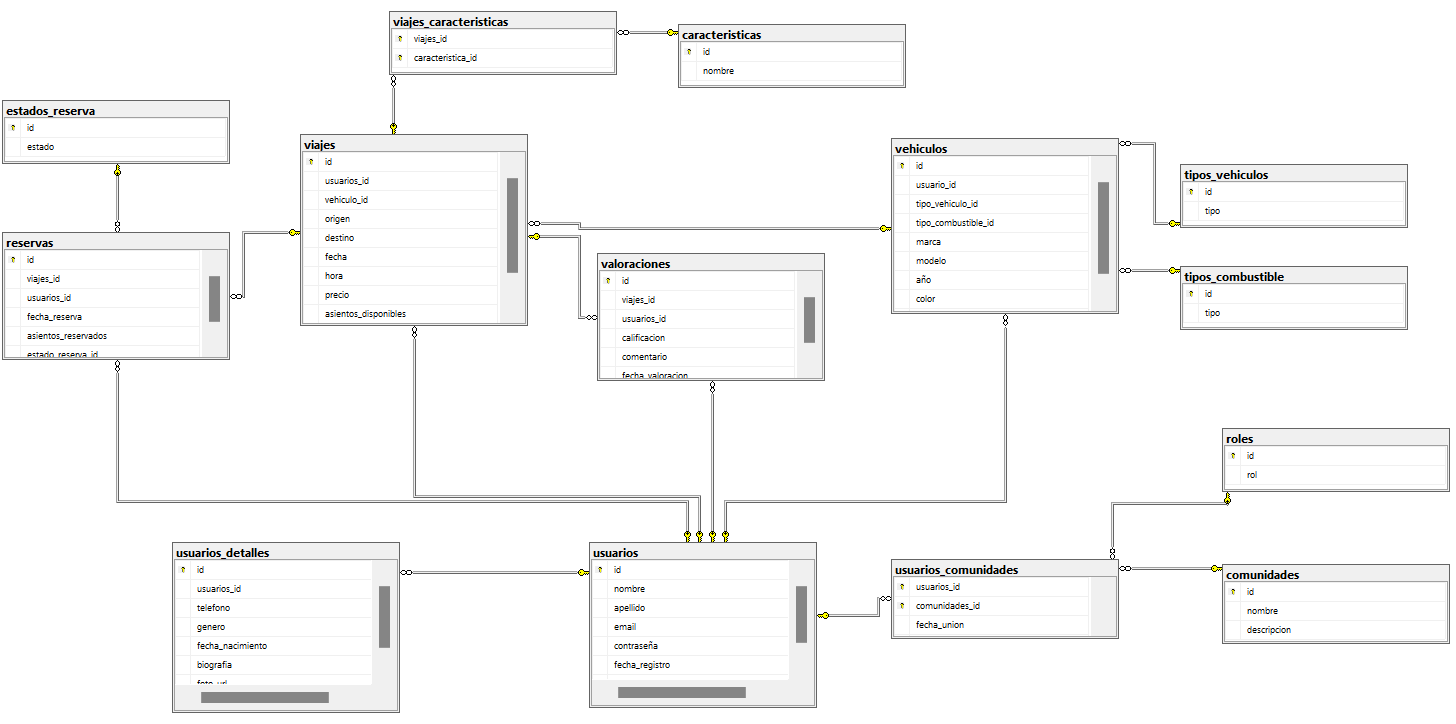 viajes_caracteristicas
viajes_id
caracteristica_id
caracteristicas
id
nombre
estados_reserva
id
estado
viajes
id
usuarios_id
vehiculo_id
origen
destino
fecha
hora
precio
asientos_disponibles
vehiculos
id
usuario_id
tipo_vehiculo_id
tipo_combustible_id
marca
modelo
año
color
tipos_vehiculos
id
tipo
reservas
id
viajes_id
usuarios_id
fecha_reserva
asientos_reservados
estado_reserva_id
valoraciones
id
viajes_id
usuarios_id
calificacion
comentario
fecha_valoracion
tipos_combustible
id
tipo
roles
id
rol
usuarios_detalles
id
usuarios_id
telefono
genero
fecha_nacimiento
biografia
foto_url
usuarios
id
nombre
apellido
email
contraseña
fecha_registro
usuarios_comunidades
usuarios_id
comunidades_id
fecha_union
comunidades
id
nombre
descripcion